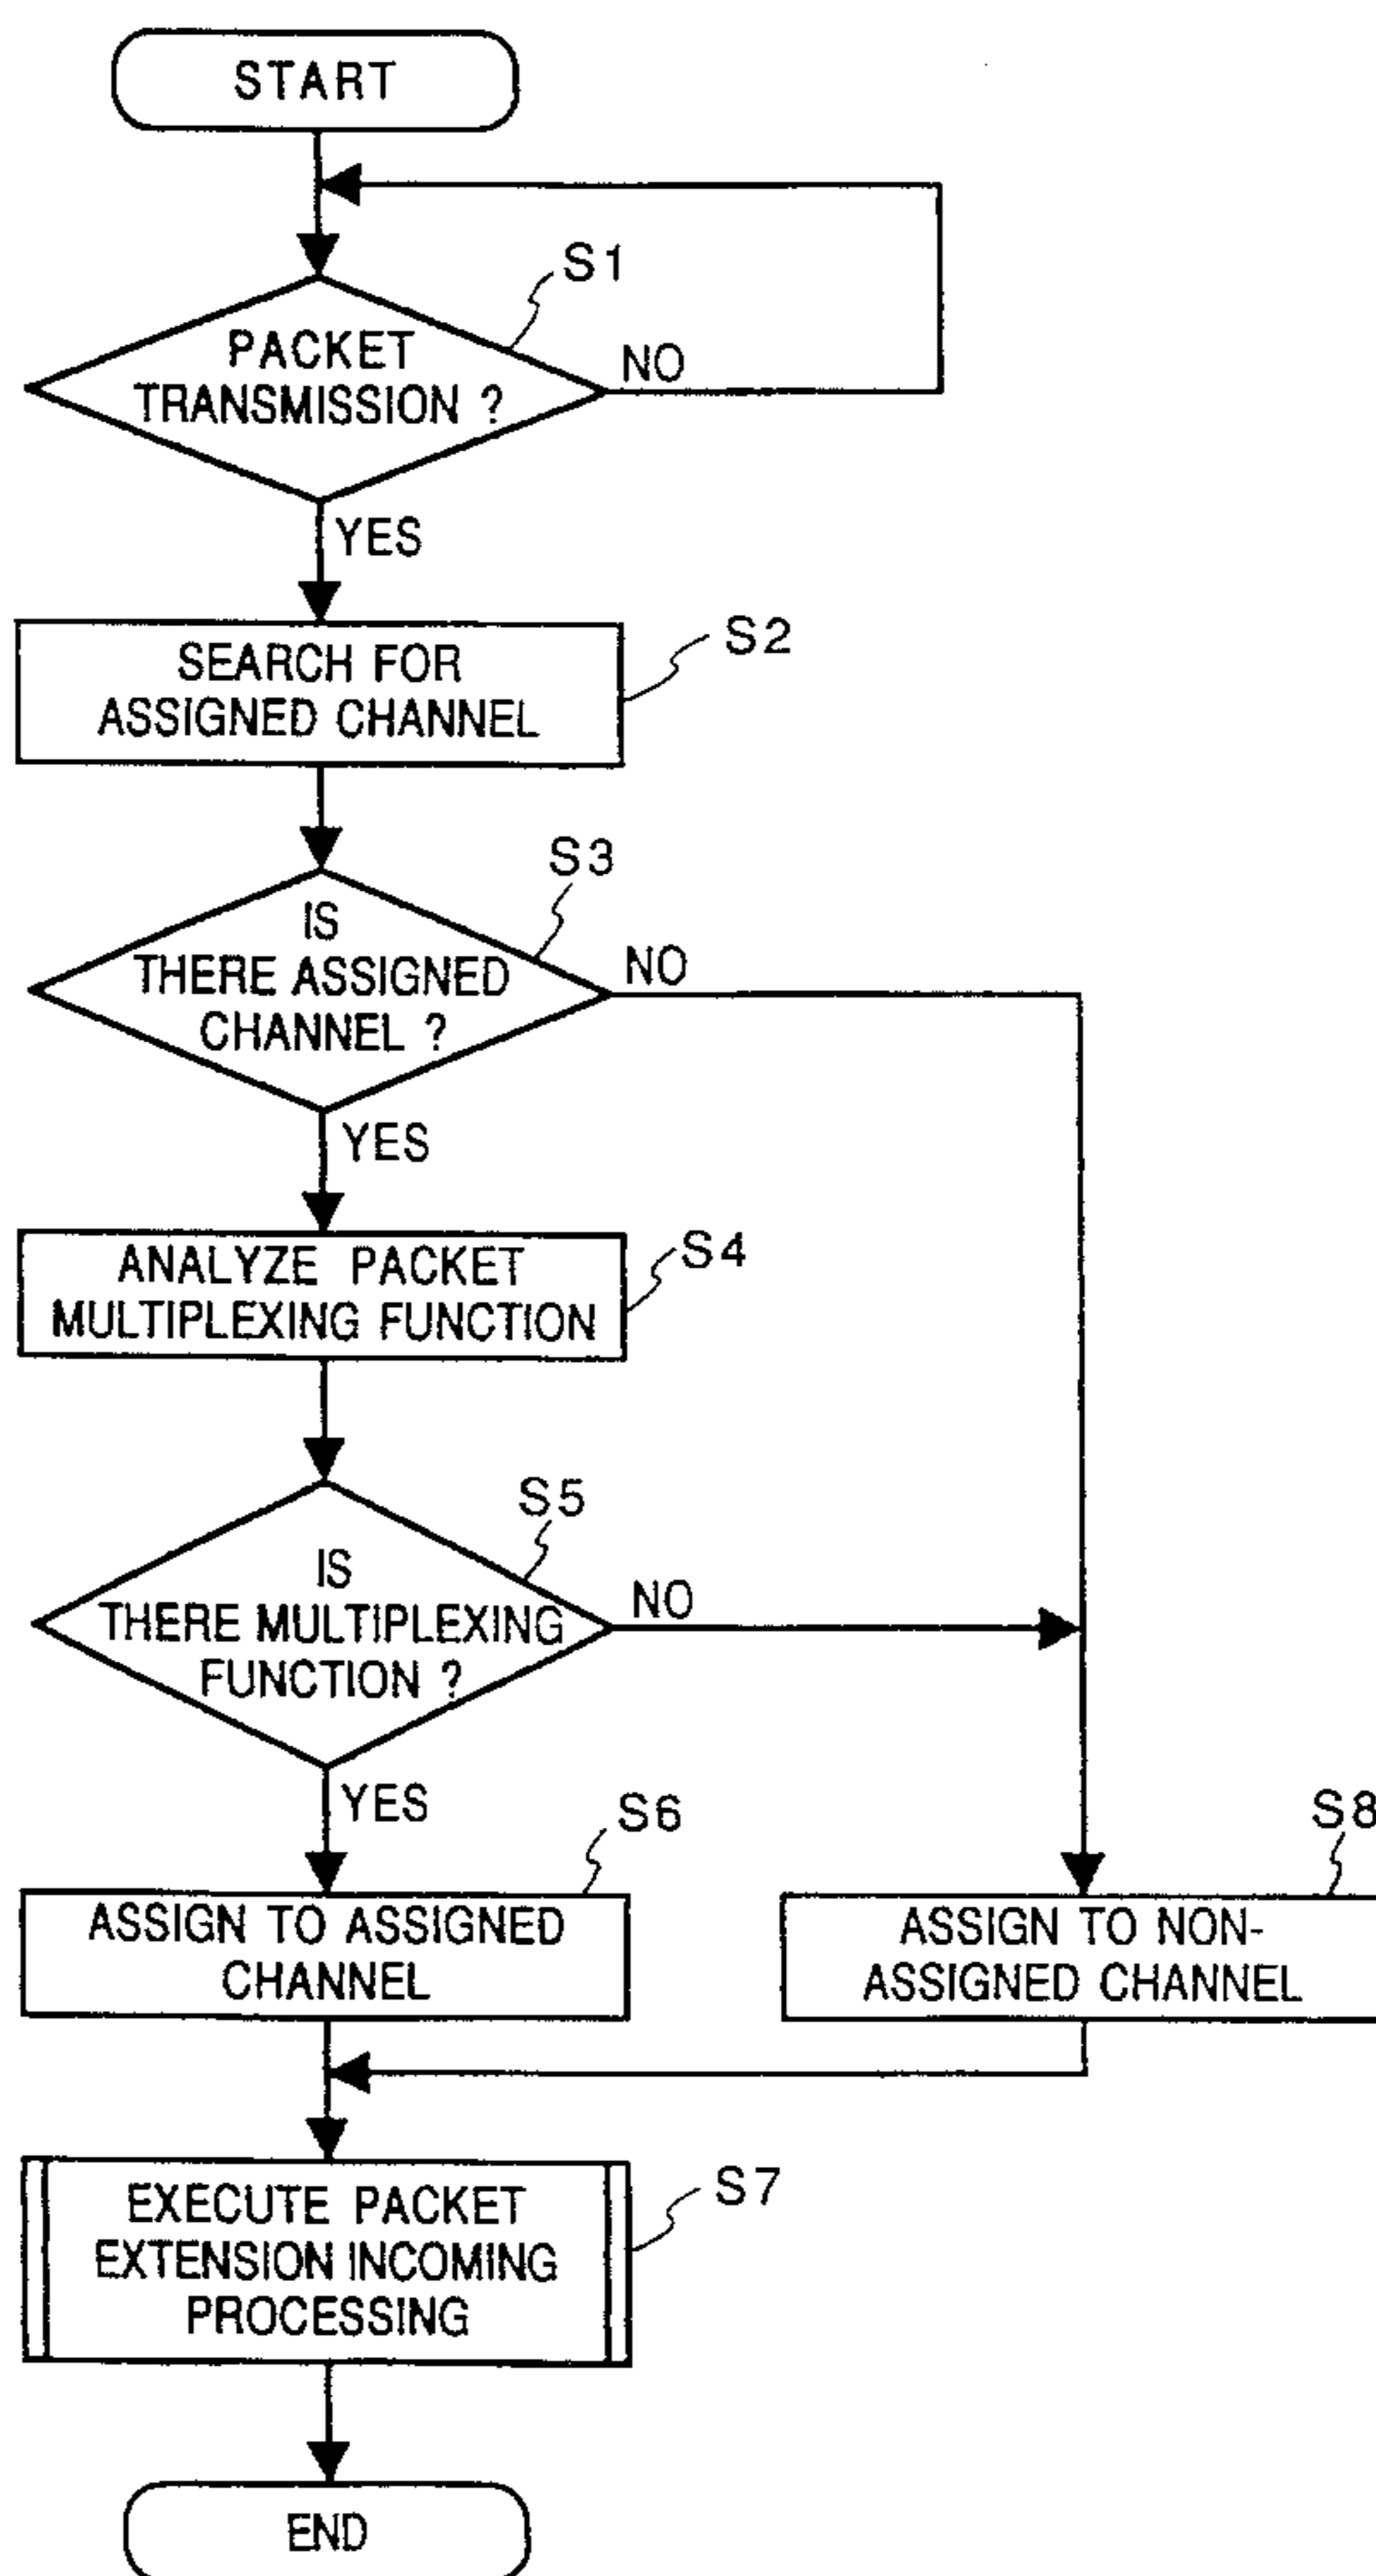 START
S1
PACKET
TRANSMISSION ?
NO
YES
S2
SEARCH FOR
ASSIGNED CHANNEL
S3
IS
THERE ASSIGNED
CHANNEL ?
NO
YES
S4
ANALYZE PACKET
MULTIPLEXING FUNCTION
S5
IS
THERE MULTIPLEXING
FUNCTION ?
NO
YES
S6
ASSIGN TO ASSIGNED
CHANNEL
S8
ASSIGN TO NON-
ASSIGNED CHANNEL
S7
EXECUTE PACKET
EXTENSION INCOMING
PROCESSING
END